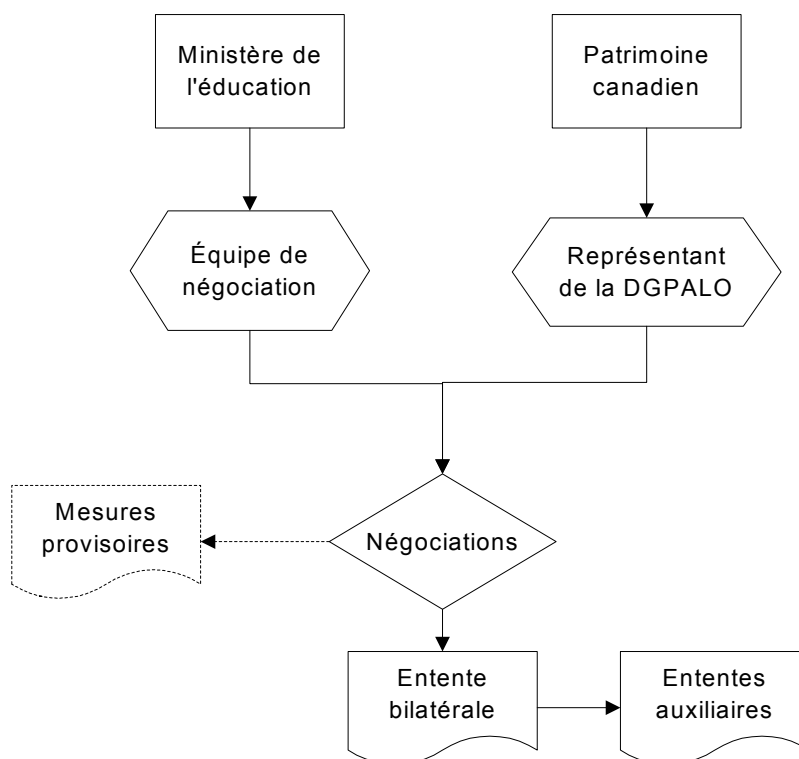 Ministère de
l'éducation
Patrimoine
canadien
Équipe de
négociation
Représentant
de la DGPALO
Mesures
provisoires
Négociations
Entente
bilatérale
Ententes
auxiliaires